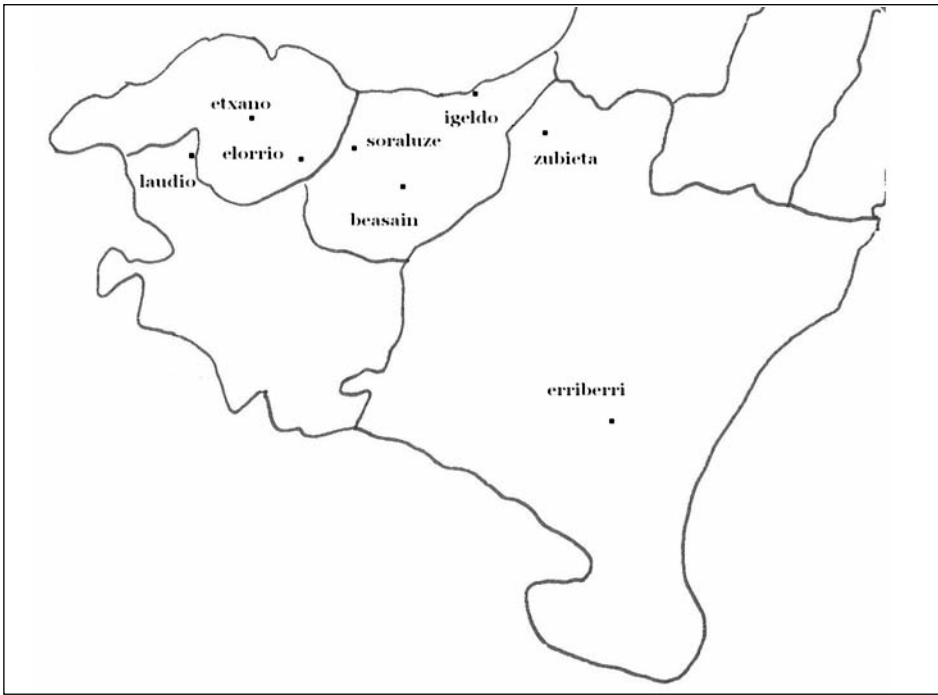 etxano
igeldo
soraluze
elorrio
zubieta
laudio
beasain
erriberri